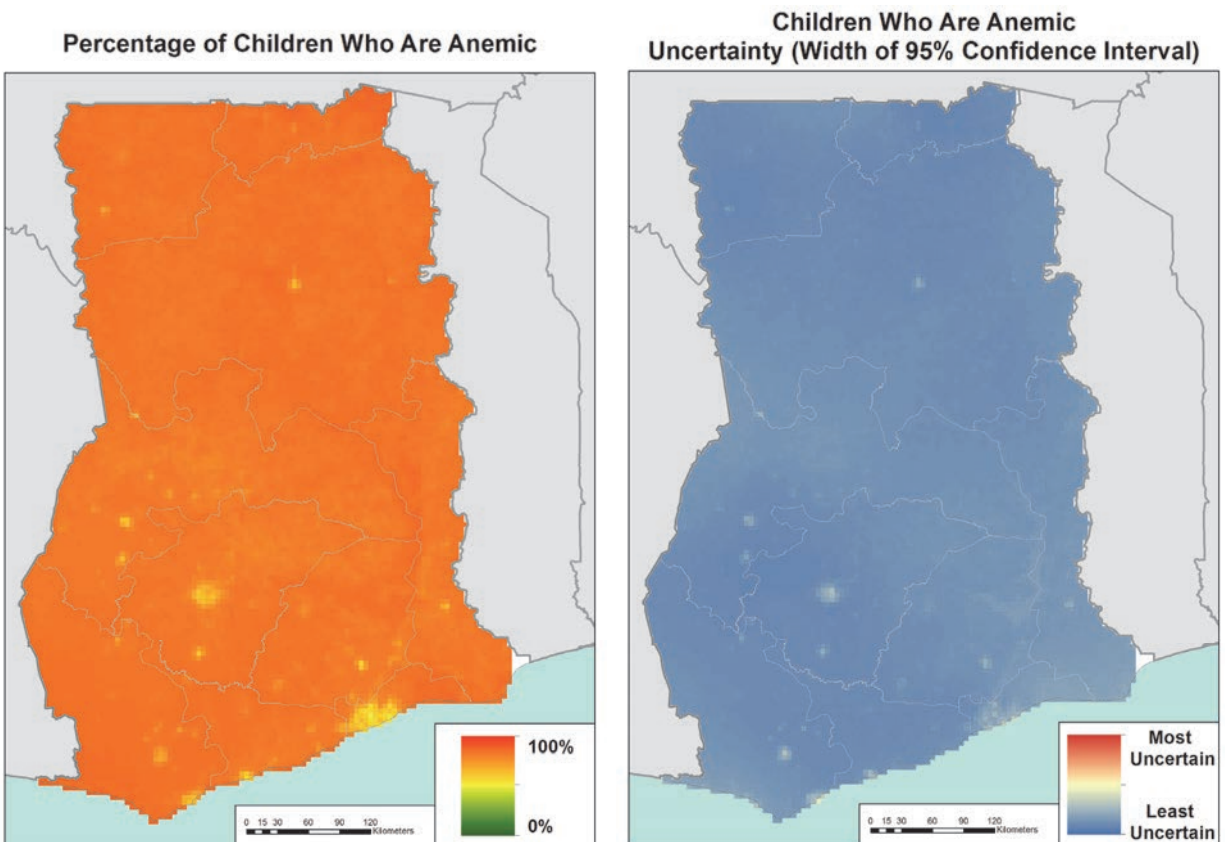 Percentage of Children Who Are Anemic
100%
0%
0 15 30 60 90 120
Kilometers
Children Who Are Anemic
Uncertainty (Width of 95% Confidence Interval)
Most
Uncertain
Least
Uncertain
0 15 30 60 90 120
Kilometers